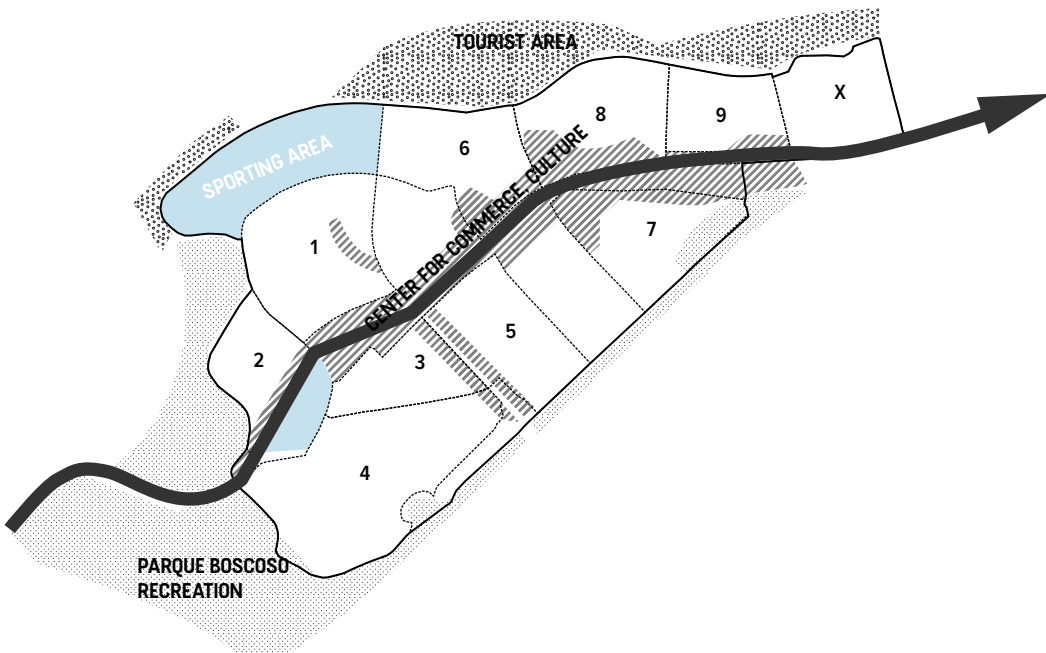 TOURIST AREA
X
8
9
6
SPORTING AREA
CENTER FOR COMMERCE, CULTURE
7
1
5
2
3
4
PARQUE BOSCOSO
RECREATION